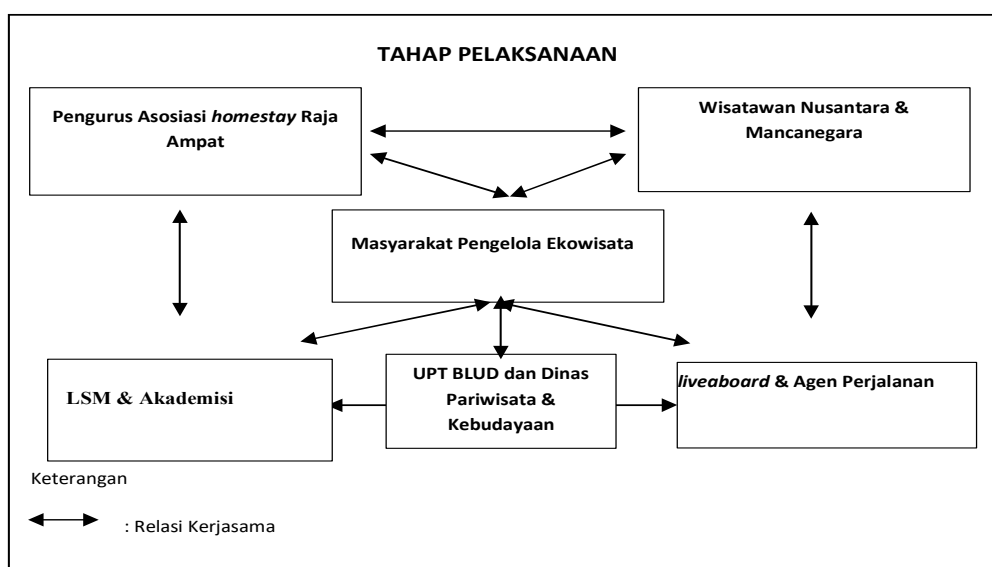 TAHAP PELAKSANAAN
Pengurus Asosiasi homestay Raja
Ampat
Wisatawan Nusantara &
Mancanegara
Masyarakat Pengelola Ekowisata
LSM & Akademisi
UPT BLUD dan Dinas
Pariwisata &
Kebudayaan
liveaboard & Agen Perjalanan
Keterangan
: Relasi Kerjasama